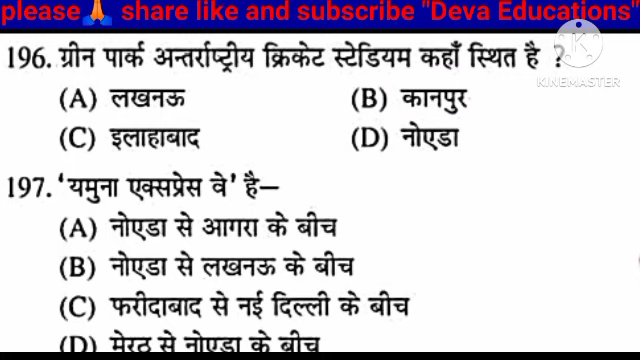 please🙏 share like and subscribe "Deva Educations"
196. ग्रीन पार्क अन्तर्राष्ट्रीय क्रिकेट स्टेडियम कहाँ स्थित है ?
(A) लखनऊ (B) कानपुर
(C) इलाहाबाद (D) नोएडा
KINEMASTER
197. ‘यमुना एक्सप्रेस वे’ है—
(A) नोएडा से आगरा के बीच
(B) नोएडा से लखनऊ के बीच
(C) फरीदाबाद से नई दिल्ली के बीच
(D) मेरठ से नोएडा के बीच